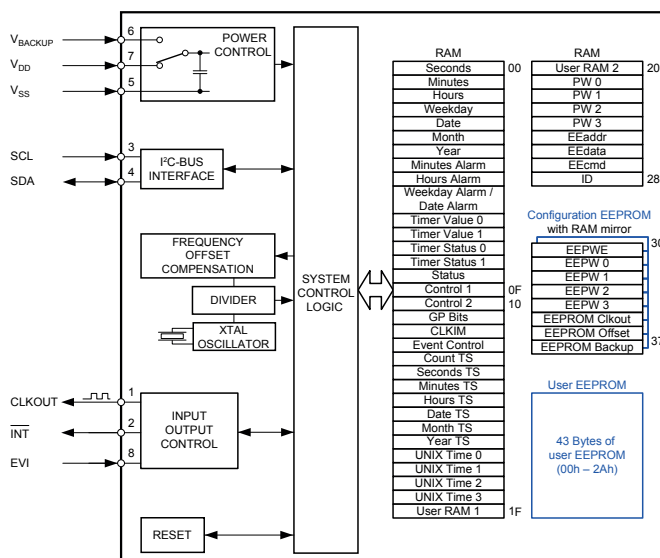 POWER
CONTROL
VBACKUP
6
VDD
7
VSS
5
SCL
3
SDA
4
I²C-BUS
INTERFACE
FREQUENCY
OFFSET
COMPENSATION
DIVIDER
XTAL
OSCILLATOR
CLKOUT
1
INT
2
EVI
8
INPUT
OUTPUT
CONTROL
RESET
SYSTEM
CONTROL
LOGIC
RAM
Seconds
00
Minutes
Hours
Weekday
Date
Month
Year
Minutes Alarm
Hours Alarm
Weekday Alarm /
Date Alarm
Timer Value 0
Timer Value 1
Timer Status 0
Timer Status 1
Status
Control 1
0F
Control 2
10
GP Bits
CLKIM
Event Control
Count TS
Seconds TS
Minutes TS
Hours TS
Date TS
Month TS
Year TS
UNIX Time 0
UNIX Time 1
UNIX Time 2
UNIX Time 3
User RAM 1
1F
RAM
User RAM 2
20
PW 0
PW 1
PW 2
PW 3
EEaddr
EEdata
EEcmd
ID
28
Configuration EEPROM
with RAM mirror
30
EEPWE
EEPW 0
EEPW 1
EEPW 2
EEPW 3
EEPROM Clkout
EEPROM Offset
37
EEPROM Backup
User EEPROM
43 Bytes of
user EEPROM
(00h – 2Ah)